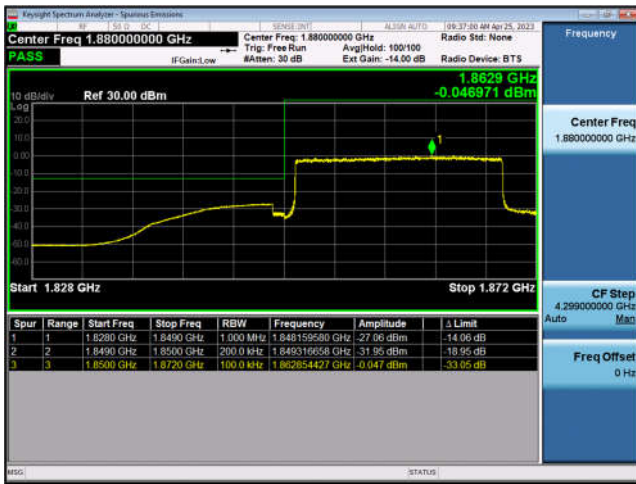 Keysight Spectrum Analyzer - Spurious Emissions
RF 50 Ω DC SENSE:INT ALIGN AUTO 09:37:00 AM Apr 25, 2023
Center Freq 1.880000000 GHz
PASS
IFGain:Low
Center Freq: 1.880000000 GHz
Trig: Free Run Avg|Hold: 100/100
#Atten: 30 dB Ext Gain: -14.00 dB
Radio Std: None
Radio Device: BTS
1.8629 GHz
-0.046971 dBm
10 dB/div Ref 30.00 dBm
Log
20.0
10.0
0.00
-10.0
-20.0
-30.0
-40.0
-50.0
-60.0
1
Start 1.828 GHz Stop 1.872 GHz
Spur Range Start Freq Stop Freq RBW Frequency Amplitude Δ Limit
1 1 1.8280 GHz 1.8490 GHz 1.000 MHz 1.848159580 GHz -27.06 dBm -14.06 dB
2 2 1.8490 GHz 1.8500 GHz 200.0 kHz 1.849316658 GHz -31.95 dBm -18.95 dB
3 3 1.8500 GHz 1.8720 GHz 100.0 kHz 1.862854427 GHz -0.047 dBm -33.05 dB
MSG STATUS
Frequency
Center Freq
1.880000000 GHz
CF Step
4.299000000 GHz
Auto Man
Freq Offset
0 Hz